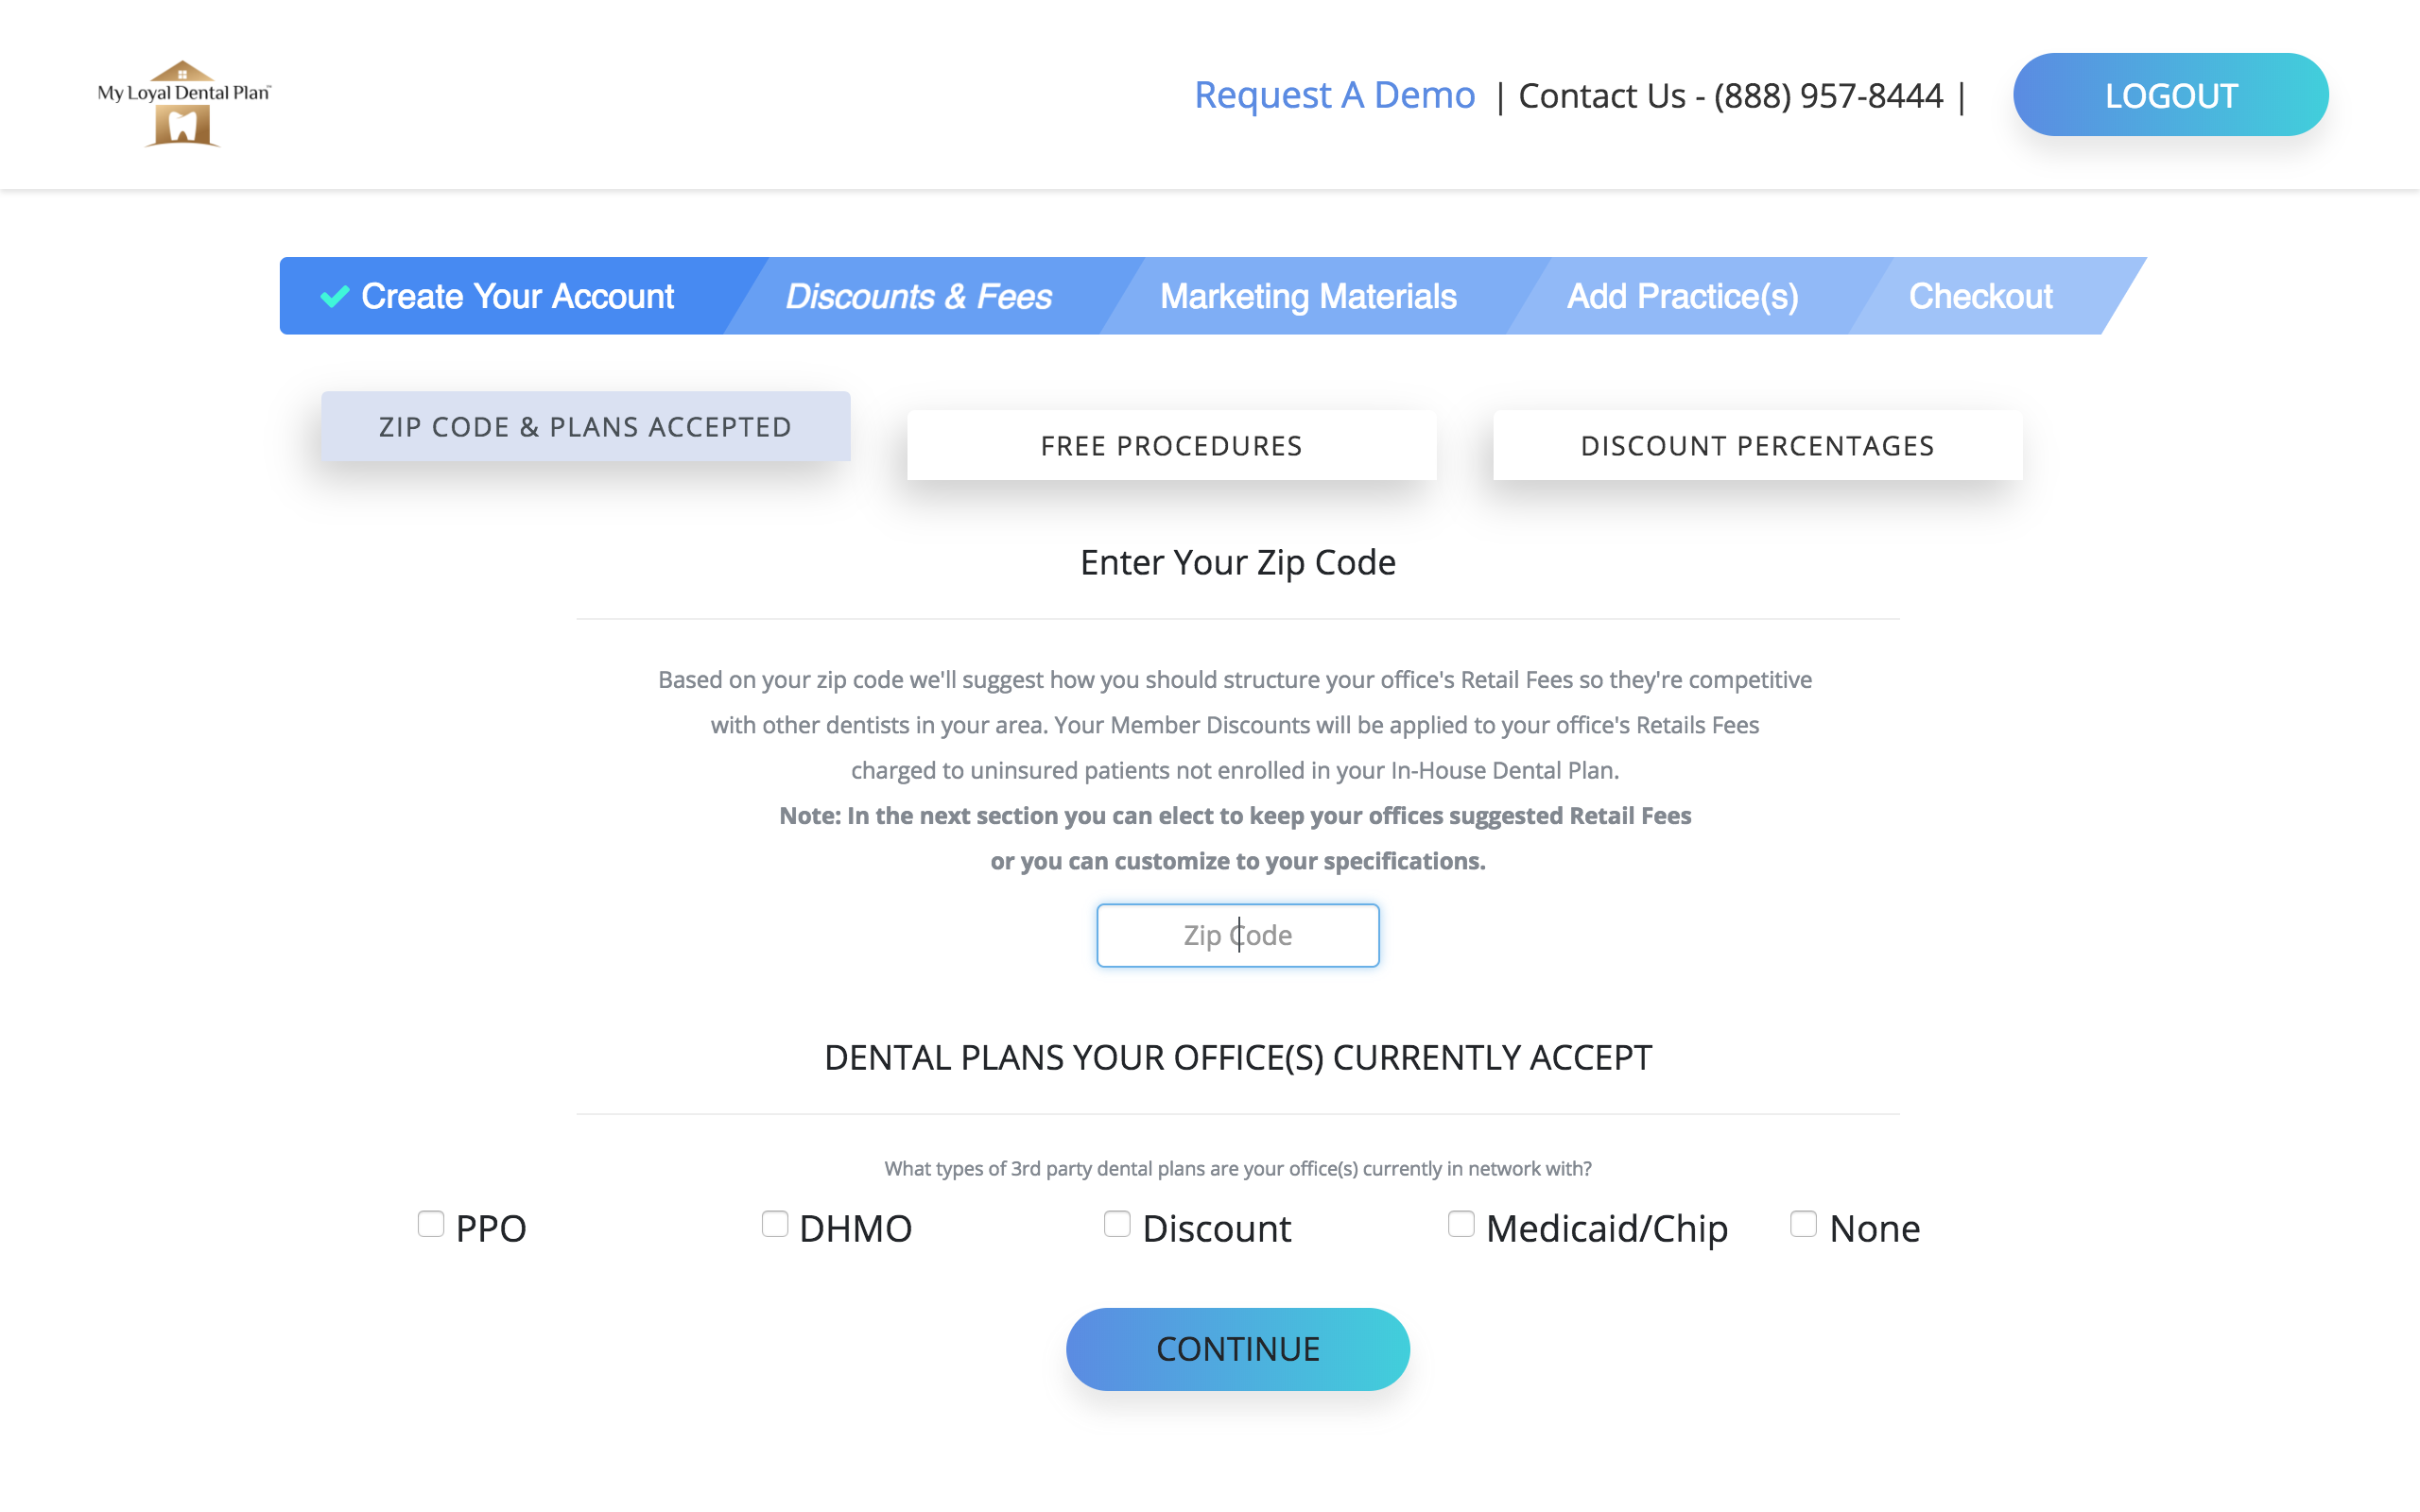 My Loyal Dental Plan™
Request A Demo | Contact Us - (888) 957-8444 |
LOGOUT
Create Your Account
Discounts & Fees
Marketing Materials
Add Practice(s)
Checkout
ZIP CODE & PLANS ACCEPTED
FREE PROCEDURES
DISCOUNT PERCENTAGES
Enter Your Zip Code
Based on your zip code we'll suggest how you should structure your office's Retail Fees so they're competitive
with other dentists in your area. Your Member Discounts will be applied to your office's Retails Fees
charged to uninsured patients not enrolled in your In-House Dental Plan.
Note: In the next section you can elect to keep your offices suggested Retail Fees
or you can customize to your specifications.
Zip Code
DENTAL PLANS YOUR OFFICE(S) CURRENTLY ACCEPT
What types of 3rd party dental plans are your office(s) currently in network with?
PPO
DHMO
Discount
Medicaid/Chip
None
CONTINUE